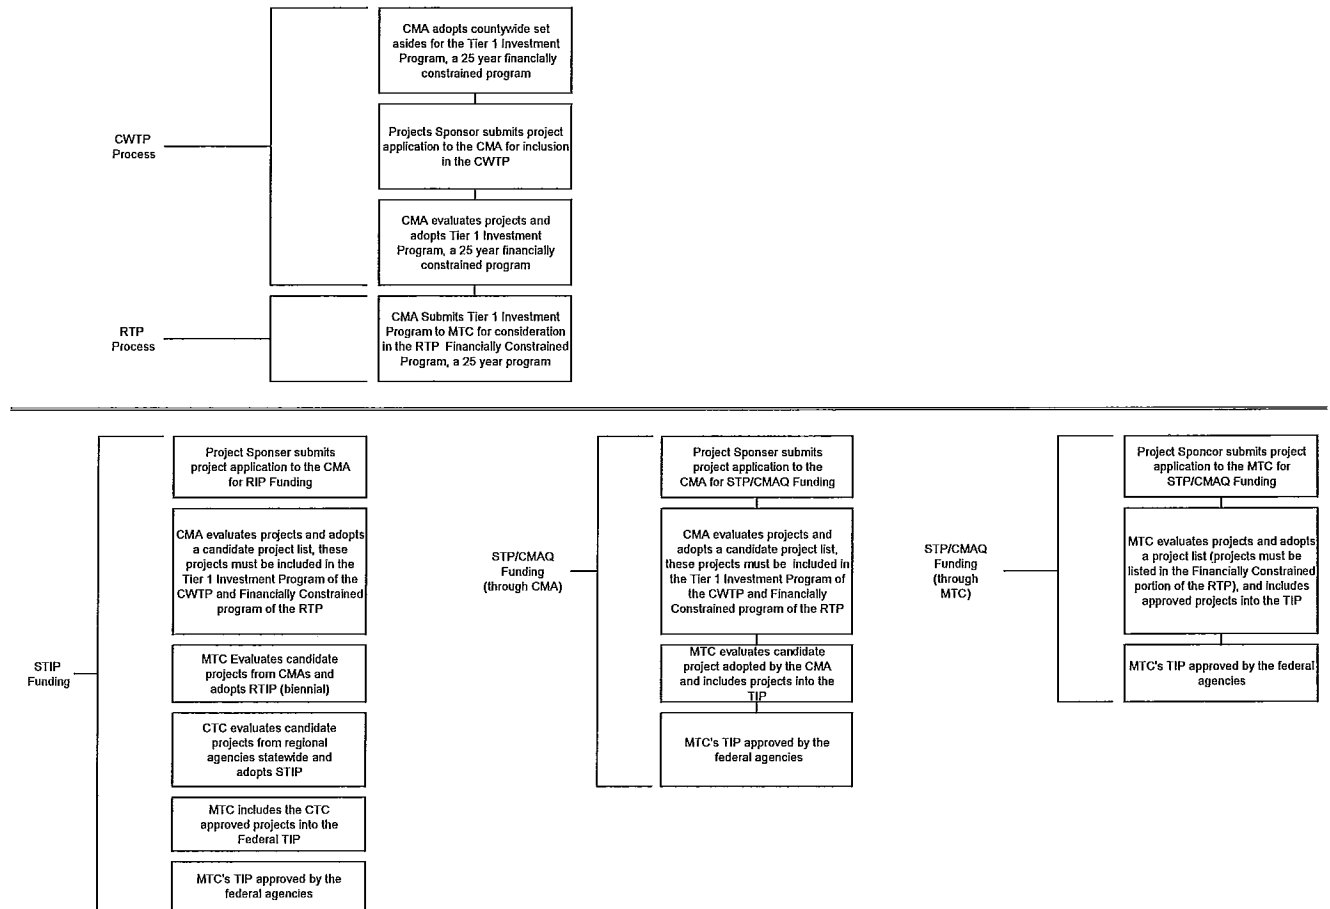 CMA adopts countywide set
asides for the Tier 1 Investment
Program, a 25 year financially
constrained program
CWTP
Process
Projects Sponsor submits project
application to the CMA for inclusion
in the CWTP
CMA evaluates projects and
adopts Tier 1 Investment
Program, a 25 year financially
constrained program
RTP
Process
CMA Submits Tier 1 Investment
Program to MTC for consideration
in the RTP Financially Constrained
Program, a 25 year program
STIP
Funding
Project Sponser submits
project application to the CMA
for RIP Funding
CMA evaluates projects and adopts
a candidate project list, these
projects must be included in the
Tier 1 Investment Program of the
CWTP and Financially Constrained
program of the RTP
MTC Evaluates candidate
projects from CMAs and
adopts RTIP (biennial)
CTC evaluates candidate
projects from regional
agencies statewide and
adopts STIP
MTC includes the CTC
approved projects into the
Federal TIP
MTC's TIP approved by the
federal agencies
STP/CMAQ
Funding
(through CMA)
Project Sponser submits
project application to the
CMA for STP/CMAQ Funding
CMA evaluates projects and
adopts a candidate project list,
these projects must be included in
the Tier 1 Investment Program of
the CWTP and Financially
Constrained program of the RTP
MTC evaluates candidate
project adopted by the CMA
and includes projects into the
TIP
MTC's TIP approved by the
federal agencies
STP/CMAQ
Funding
(through
MTC)
Project Sponcor submits project
application to the MTC for
STP/CMAQ Funding
MTC evaluates projects and adopts
a project list (projects must be
listed in the Financially Constrained
portion of the RTP), and includes
approved projects into the TIP
MTC's TIP approved by the federal
agencies